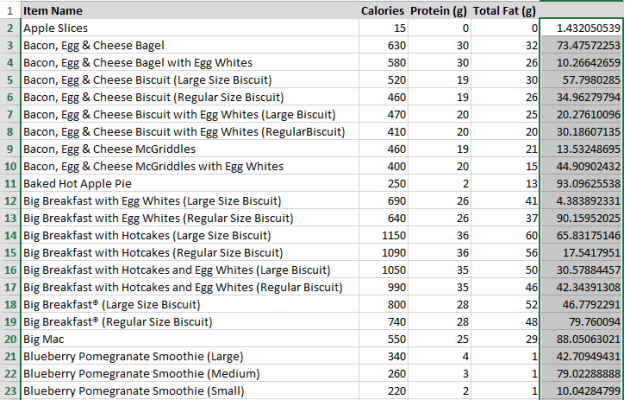 1 Item Name Calories Protein (g) Total Fat (g)
2 Apple Slices 15 0 0 1.432050539
3 Bacon, Egg & Cheese Bagel 630 30 32 73.47572253
4 Bacon, Egg & Cheese Bagel with Egg Whites 580 30 26 10.26642659
5 Bacon, Egg & Cheese Biscuit (Large Size Biscuit) 520 19 30 57.7980285
6 Bacon, Egg & Cheese Biscuit (Regular Size Biscuit) 460 19 26 34.96279794
7 Bacon, Egg & Cheese Biscuit with Egg Whites (Large Biscuit) 470 20 25 20.27610096
8 Bacon, Egg & Cheese Biscuit with Egg Whites (RegularBiscuit) 410 20 20 30.18607135
9 Bacon, Egg & Cheese McGriddles 460 19 21 13.53248695
10 Bacon, Egg & Cheese McGriddles with Egg Whites 400 20 15 44.90902432
11 Baked Hot Apple Pie 250 2 13 93.09625538
12 Big Breakfast with Egg Whites (Large Size Biscuit) 690 26 41 4.383892331
13 Big Breakfast with Egg Whites (Regular Size Biscuit) 640 26 37 90.15952025
14 Big Breakfast with Hotcakes (Large Size Biscuit) 1150 36 60 65.83175146
15 Big Breakfast with Hotcakes (Regular Size Biscuit) 1090 36 56 17.5417951
16 Big Breakfast with Hotcakes and Egg Whites (Large Biscuit) 1050 35 50 30.57884457
17 Big Breakfast with Hotcakes and Egg Whites (Regular Biscuit) 990 35 46 42.34391308
18 Big Breakfast® (Large Size Biscuit) 800 28 52 46.7792291
19 Big Breakfast® (Regular Size Biscuit) 740 28 48 79.760094
20 Big Mac 550 25 29 88.05063021
21 Blueberry Pomegranate Smoothie (Large) 340 4 1 42.70949431
22 Blueberry Pomegranate Smoothie (Medium) 260 3 1 79.02288888
23 Blueberry Pomegranate Smoothie (Small) 220 2 1 10.04284799